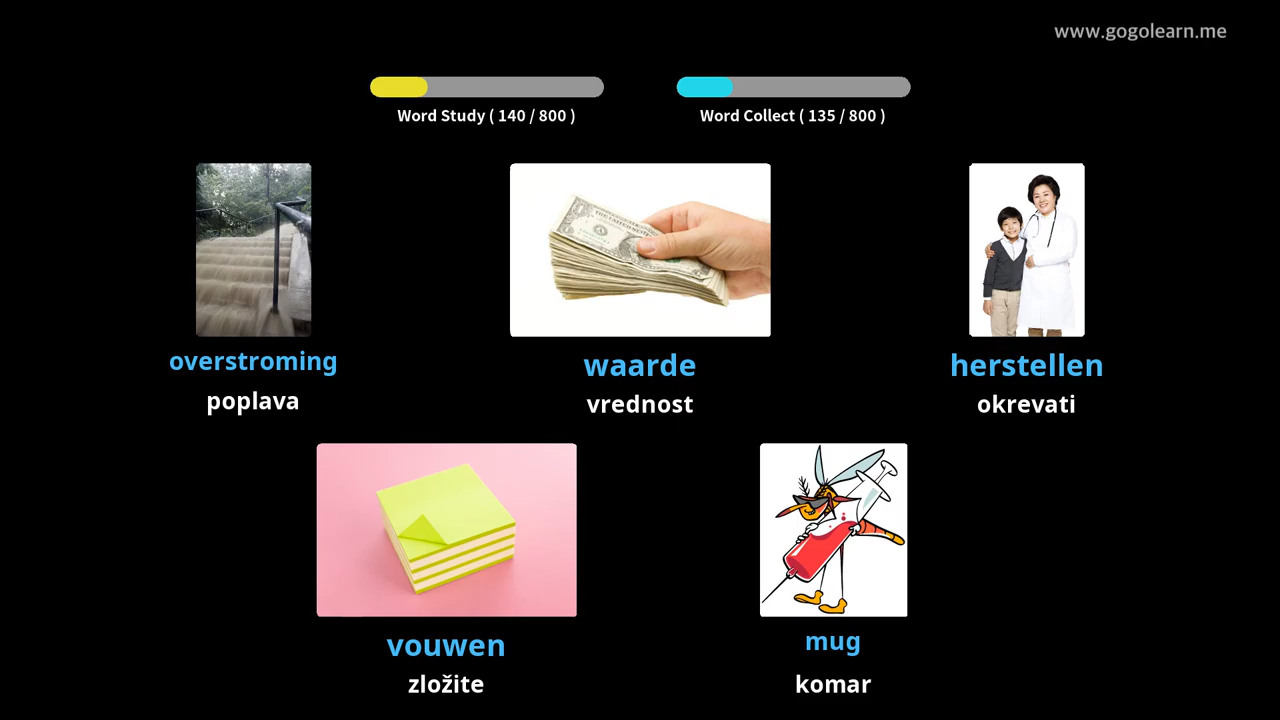 www.gogolearn.me
Word Study ( 140 / 800 )
Word Collect ( 135 / 800 )
overstroming
poplava
waarde
vrednost
herstellen
okrevati
vouwen
zložite
mug
komar